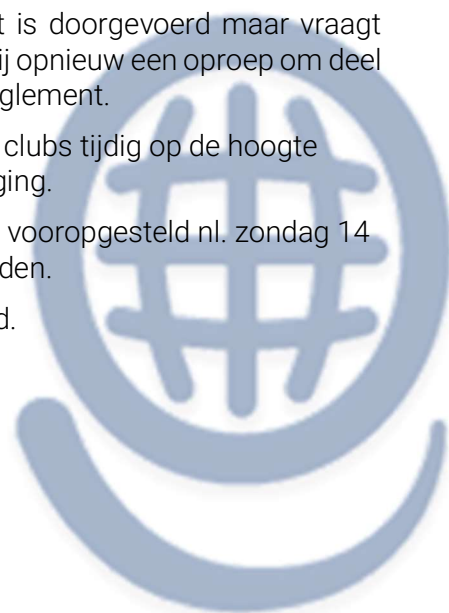 t is doorgevoerd maar vraagt
ij opnieuw een oproep om deel
glement.
clubs tijdig op de hoogte
ging.
vooropgesteld nl. zondag 14
den.
d.